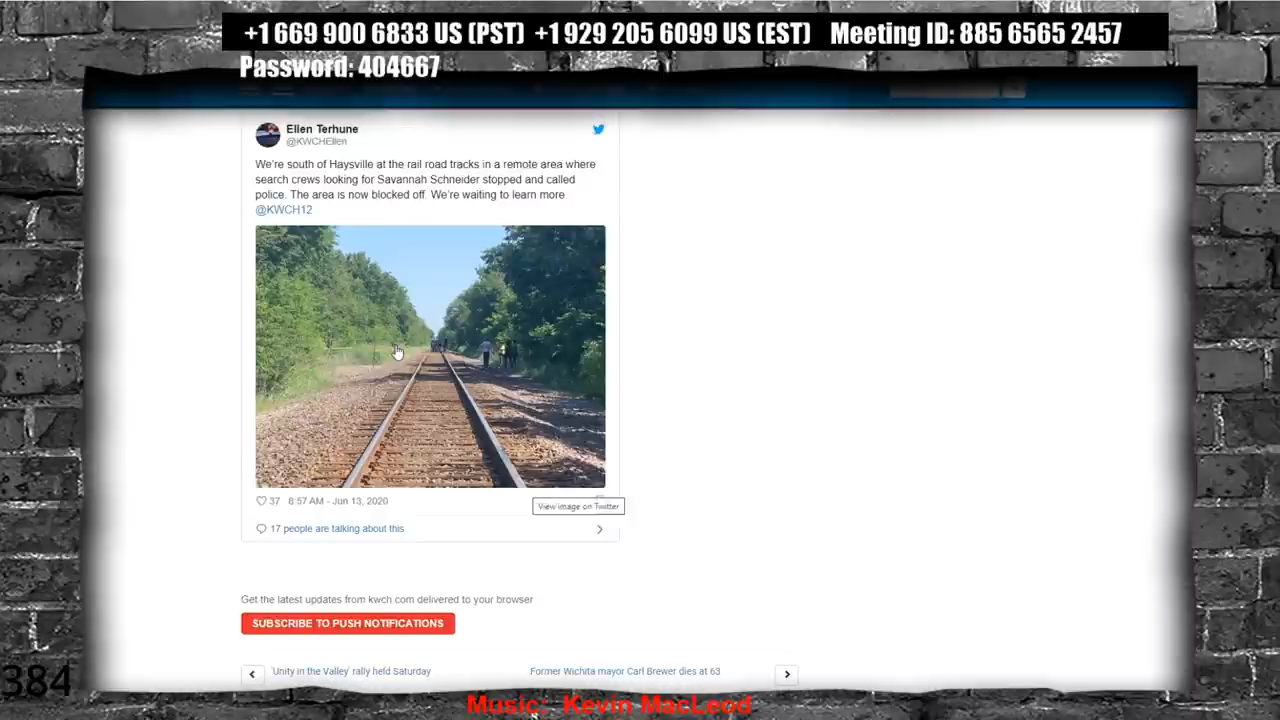 +1 669 900 6833 US (PST) +1 929 205 6099 US (EST) Meeting ID: 885 6565 2457
Password: 404667
Ellen Terhune
@KWCHEllen
We're south of Haysville at the rail road tracks in a remote area where
search crews looking for Savannah Schneider stopped and called
police. The area is now blocked off. We're waiting to learn more.
@KWCH12
37 8:57 AM - Jun 13, 2020
View image on Twitter
17 people are talking about this
Get the latest updates from kwch.com delivered to your browser
SUBSCRIBE TO PUSH NOTIFICATIONS
'Unity in the Valley' rally held Saturday
Former Wichita mayor Carl Brewer dies at 63
384
Music: Kevin MacLeod